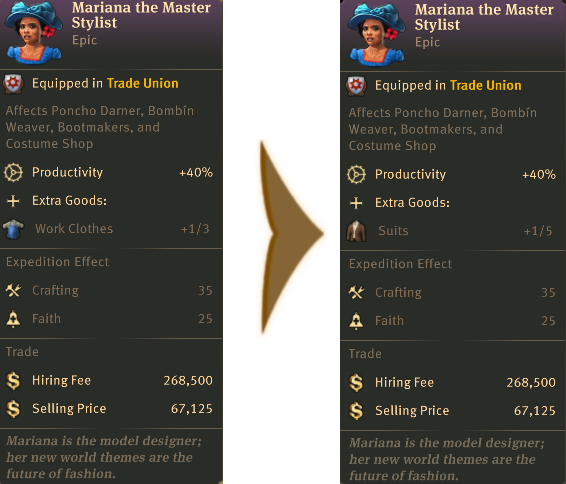 Mariana the Master
Stylist
Epic
Equipped in Trade Union
Affects Poncho Darner, Bombín
Weaver, Bootmakers, and
Costume Shop
Productivity +40%
Extra Goods:
Work Clothes +1/3
Expedition Effect
Crafting 35
Faith 25
Trade
Hiring Fee 268,500
Selling Price 67,125
Mariana is the model designer;
her new world themes are the
future of fashion.
Mariana the Master
Stylist
Epic
Equipped in Trade Union
Affects Poncho Darner, Bombín
Weaver, Bootmakers, and
Costume Shop
Productivity +40%
Extra Goods:
Suits +1/5
Expedition Effect
Crafting 35
Faith 25
Trade
Hiring Fee 268,500
Selling Price 67,125
Mariana is the model designer;
her new world themes are the
future of fashion.